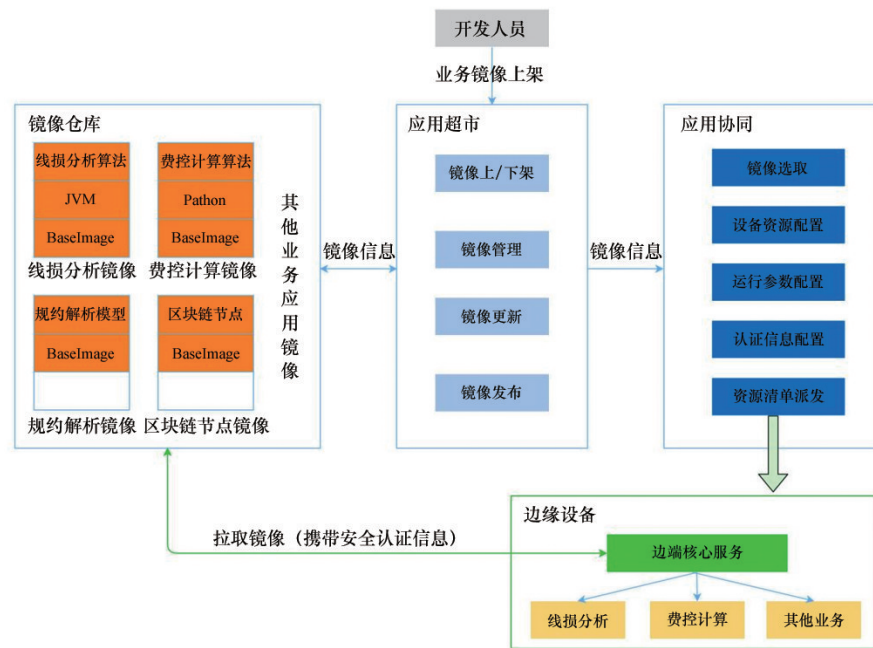 开发人员
业务镜像上架
镜像仓库
线损分析算法
JVM
BaseImage
线损分析镜像
费控计算算法
Pathon
BaseImage
费控计算镜像
规约解析模型
BaseImage
规约解析镜像
区块链节点
BaseImage
区块链节点镜像
其他业务应用镜像
镜像信息
应用超市
镜像上/下架
镜像管理
镜像更新
镜像发布
镜像信息
应用协同
镜像选取
设备资源配置
运行参数配置
认证信息配置
资源清单派发
拉取镜像（携带安全认证信息）
边缘设备
边端核心服务
线损分析
费控计算
其他业务